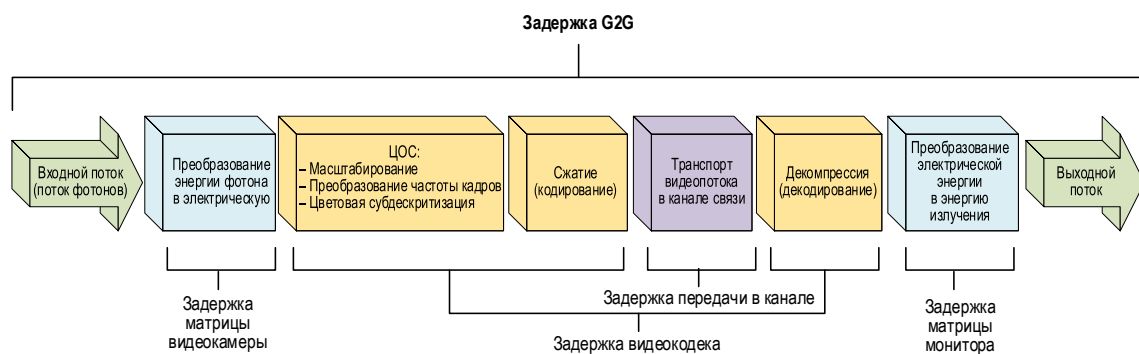 Задержка G2G
Входной поток
(поток фотонов)
Преобразование
энергии фотона
в электрическую
ЦОС:
– Масштабирование
– Преобразование частоты кадров
– Цветовая субдескритизация
Сжатие
(кодирование)
Транспорт
видеопотока
в канале связи
Декомпрессия
(декодирование)
Преобразование
электрической
энергии
в энергию
излучения
Выходной
поток
Задержка
матрицы
видеокамеры
Задержка передачи в канале
Задержка видеокодека
Задержка
матрицы
монитора